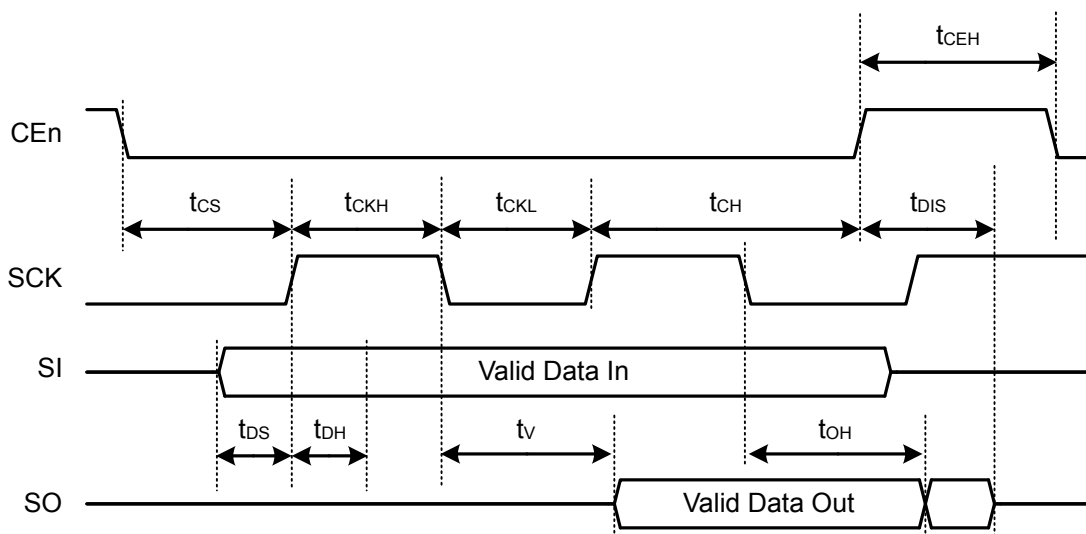 tCEH
CEn
tCS
tCKH
tCKL
tCH
tDIS
SCK
SI
Valid Data In
tDS
tDH
tV
tOH
SO
Valid Data Out